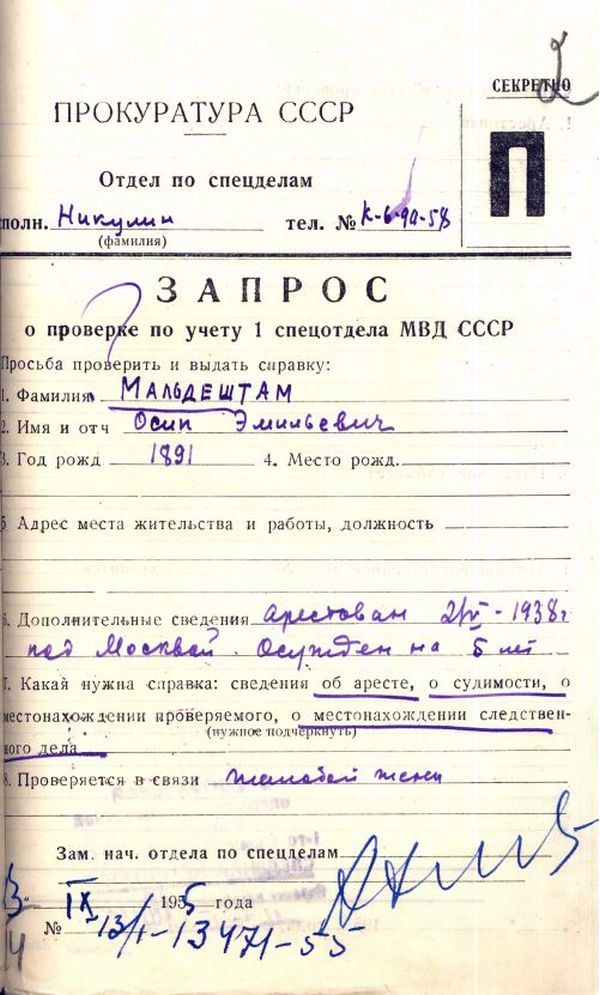 2
СЕКРЕТНО
ПРОКУРАТУРА СССР
П
Отдел по спецделам
полн. Никулин тел. № К-6-90-58
(фамилия)
ЗАПРОС
о проверке по учету 1 спецотдела МВД СССР
Просьба проверить и выдать справку:
1. Фамилия МАЛЬДЕШТАМ
2. Имя и отч Осип Эмильевич
3. Год рожд 1891 4. Место рожд.
5 Адрес места жительства и работы, должность
6. Дополнительные сведения арестован 2/V-1938г
под Москвой. Осужден на 5 лет
7. Какая нужна справка: сведения об аресте, о судимости, о
местонахождении проверяемого, о местонахождении следствен-
(нужное подчеркнуть)
ного дела
8. Проверяется в связи жалобой жены
Зам. нач. отдела по спецделам
IX 1955 года
№ 13/1-13471-55